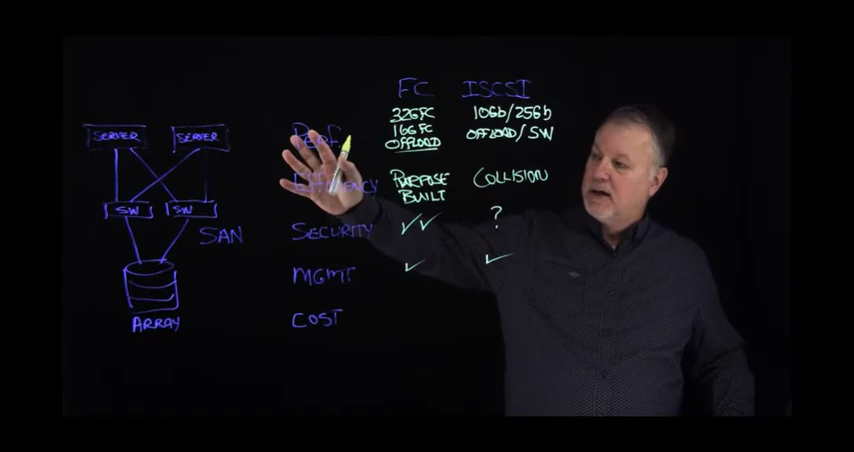 SERVER SERVER
SW SW
SAN
ARRAY
FC ISCSI
Perf. 32GFC 10Gb/25Gb
16GFC OFFLOAD/SW
OFFLOAD
PURPOSE COLLISION
BUILT
SECURITY ✓✓ ?
MGMT ✓ ✓
COST